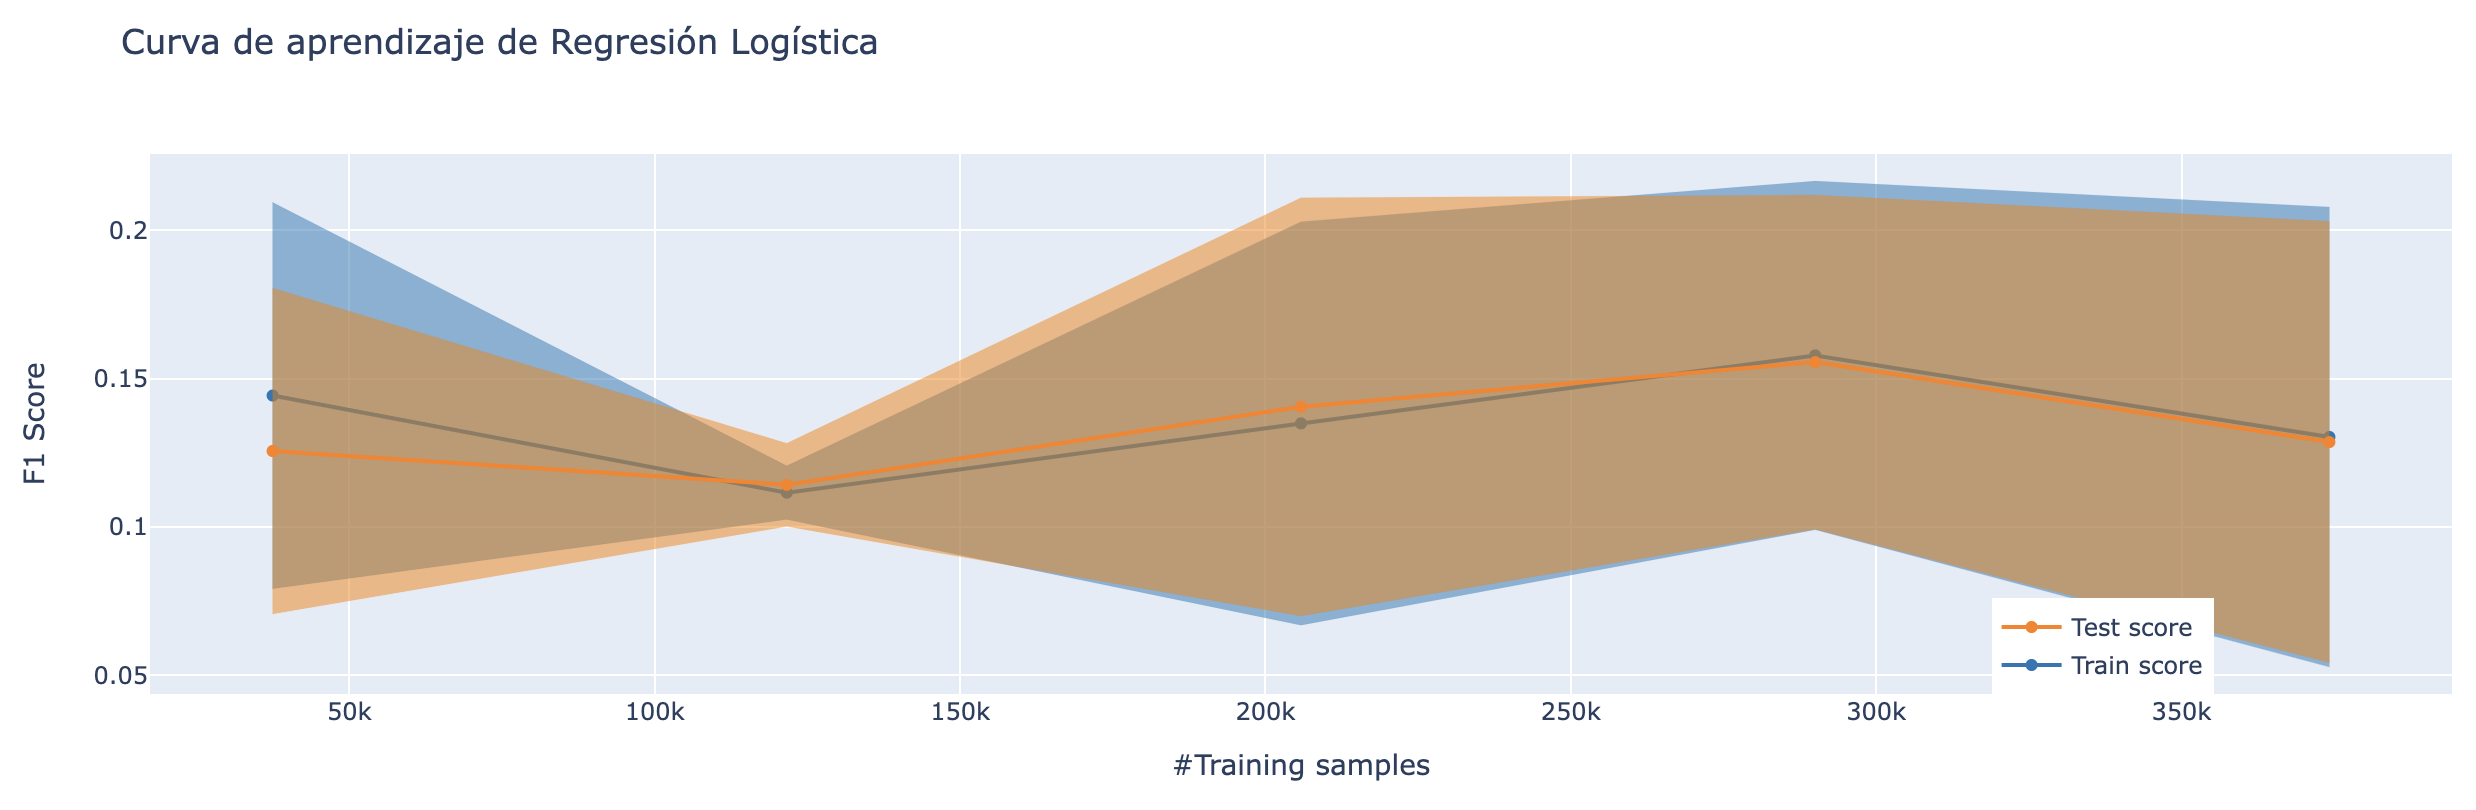 Curva de aprendizaje de Regresión Logística
F1 Score
0.2
0.15
0.1
0.05
50k
100k
150k
200k
250k
300k
350k
#Training samples
Test score
Train score